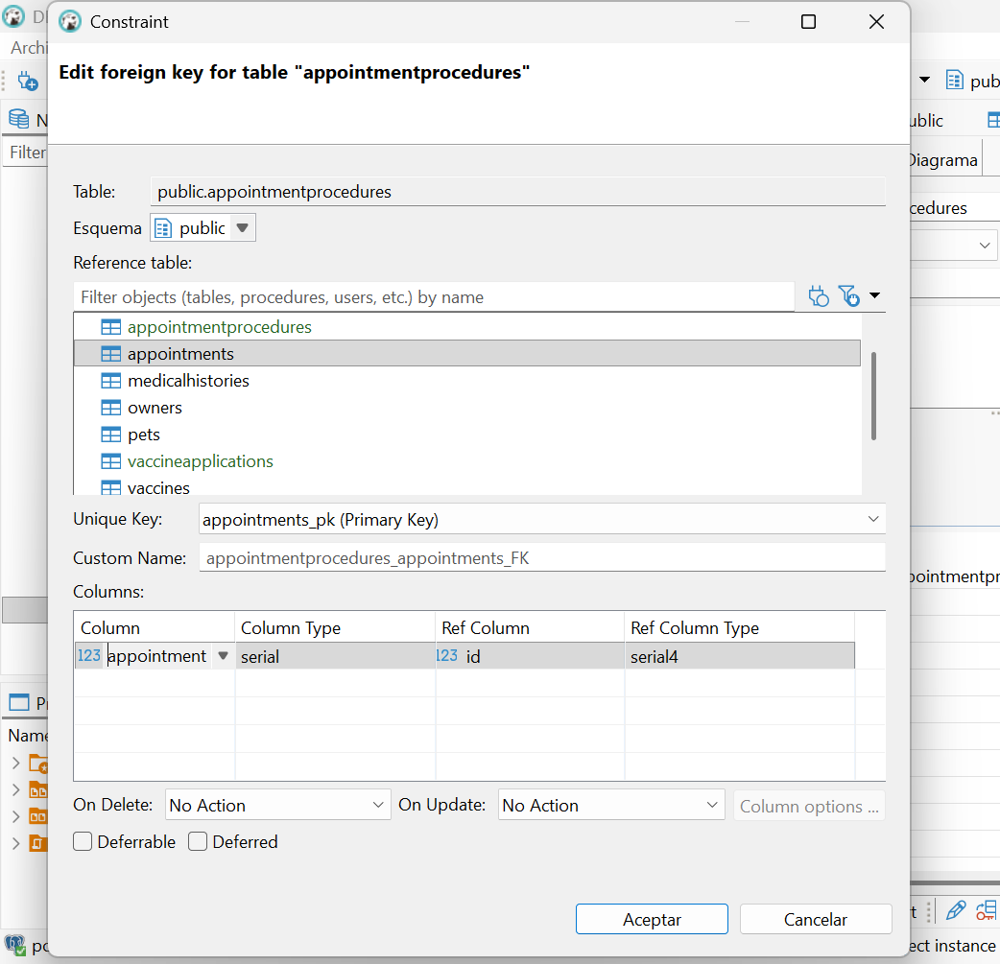 Constraint
Archi
Edit foreign key for table "appointmentprocedures"
pub
ublic
Filter
Diagrama
Table: public.appointmentprocedures
cedures
Esquema public
Reference table:
Filter objects (tables, procedures, users, etc.) by name
appointmentprocedures
appointments
medicalhistories
owners
pets
vaccineapplications
vaccines
Unique Key: appointments_pk (Primary Key)
Custom Name: appointmentprocedures_appointments_FK
pointmentpr
Columns:
Column Column Type Ref Column Ref Column Type
123 appointment serial 123 id serial4
Name
On Delete: No Action On Update: No Action Column options ...
Deferrable Deferred
Aceptar Cancelar
ect instance